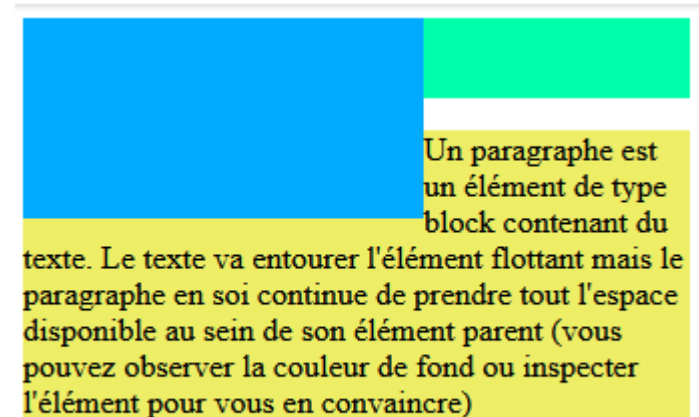 Un paragraphe est
un élément de type
block contenant du
texte. Le texte va entourer l'élément flottant mais le
paragraphe en soi continue de prendre tout l'espace
disponible au sein de son élément parent (vous
pouvez observer la couleur de fond ou inspecter
l'élément pour vous en convaincre)